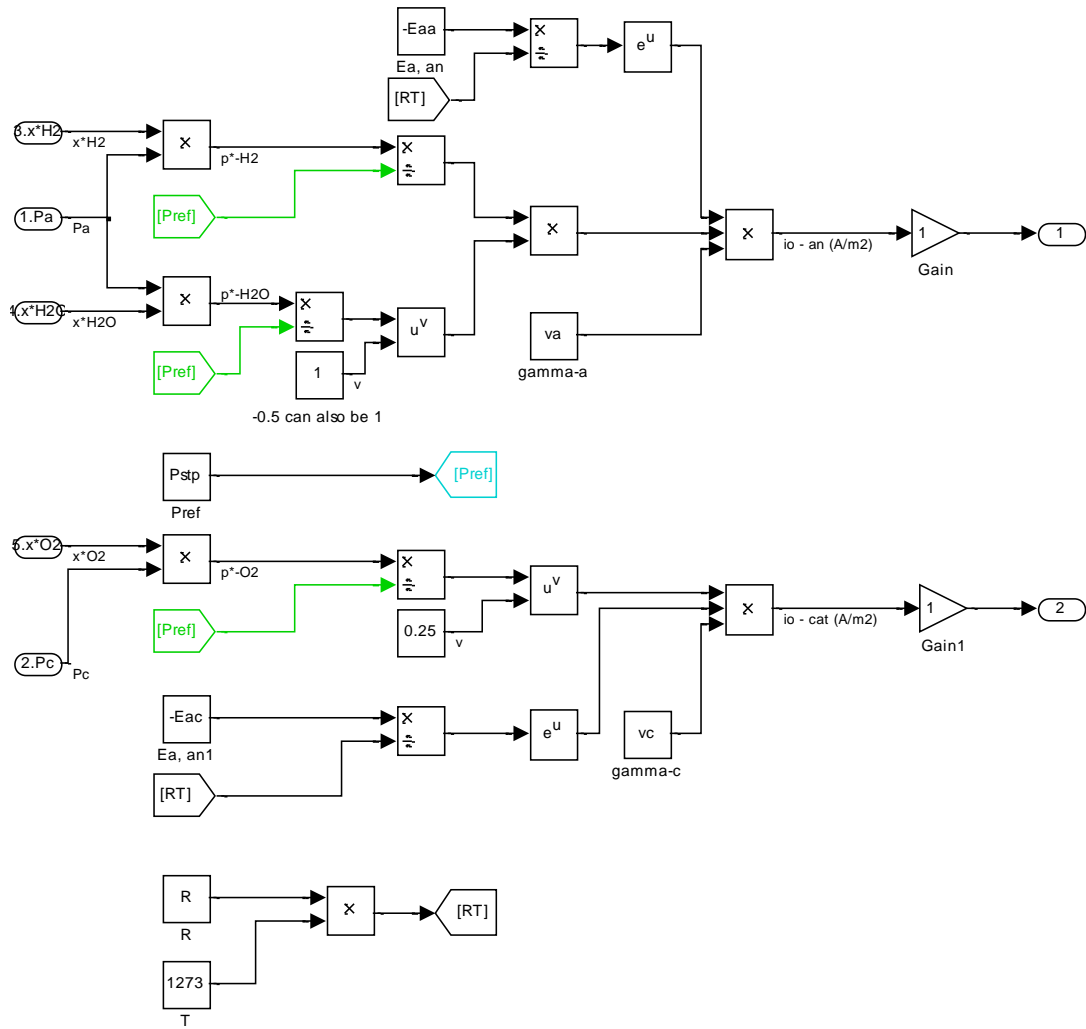 -Eaa
Ea, an
[RT]
×
÷
e^u
3.x*H2
x*H2
×
p*-H2
×
÷
[Pref]
1.Pa
Pa
×
×
io - an (A/m2)
1
Gain
1
4.x*H2O
x*H2O
×
p*-H2O
×
÷
[Pref]
u^v
1
v
-0.5 can also be 1
va
gamma-a
Pstp
Pref
[Pref]
5.x*O2
x*O2
×
p*-O2
×
÷
[Pref]
0.25
v
u^v
×
io - cat (A/m2)
1
Gain1
2
2.Pc
Pc
-Eac
Ea, an1
×
÷
e^u
vc
gamma-c
[RT]
R
R
×
[RT]
1273
T